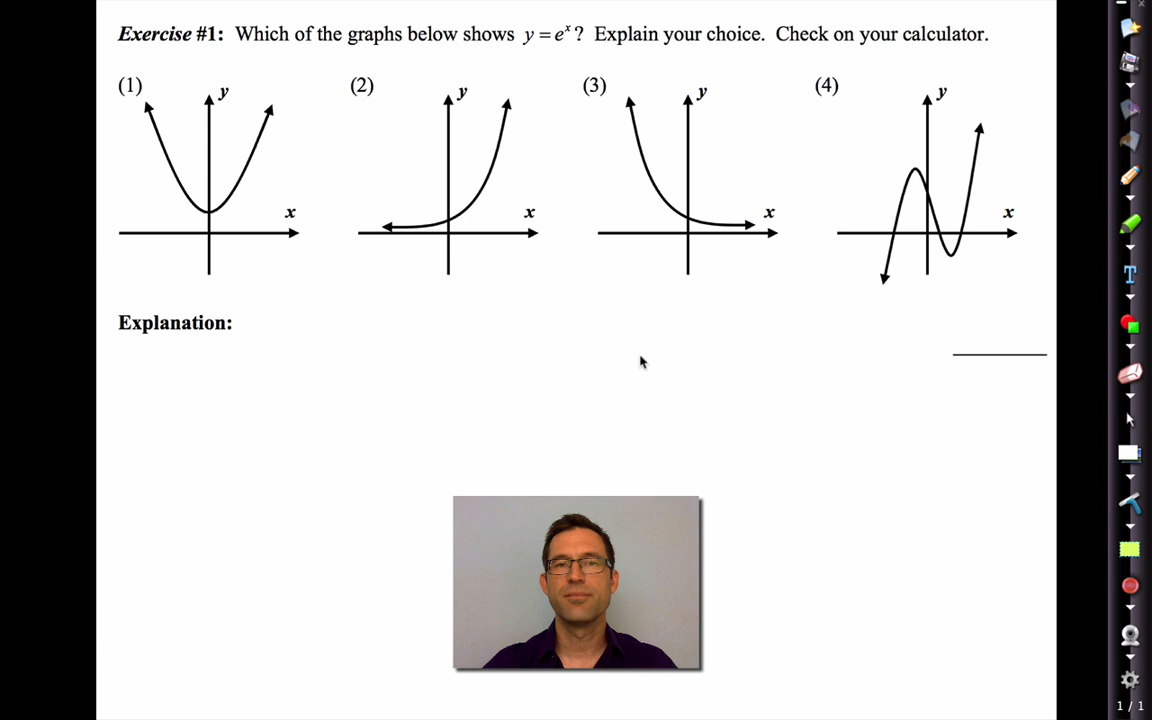 Exercise #1: Which of the graphs below shows y = eˣ? Explain your choice. Check on your calculator.
(1) (2) (3) (4)
y y y y
x x x x
Explanation:
T
1 / 1